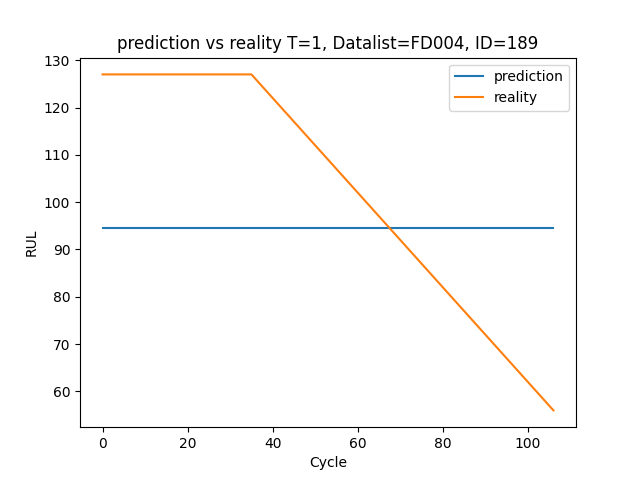 prediction vs reality T=1, Datalist=FD004, ID=189
prediction
reality
130
120
110
100
90
80
70
60
RUL
0 20 40 60 80 100
Cycle